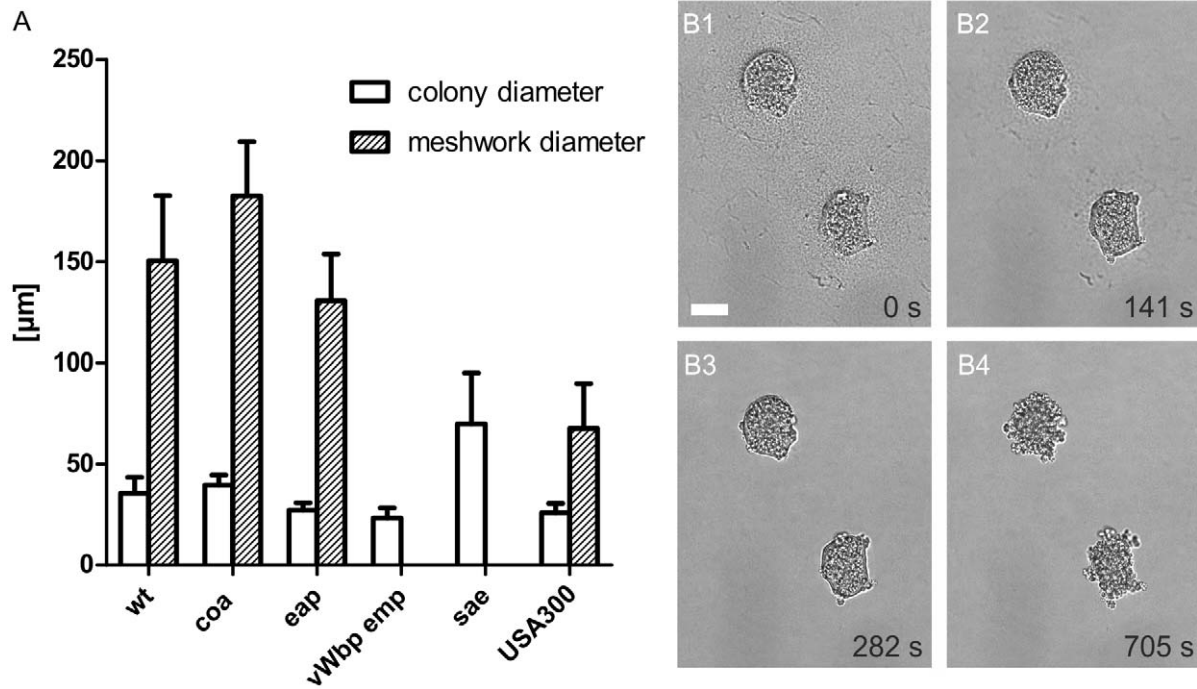 A
250
200
150
100
50
0
[µm]
colony diameter
meshwork diameter
wt
coa
eap
vWbp emp
sae
USA300
B1
0 s
B2
141 s
B3
282 s
B4
705 s